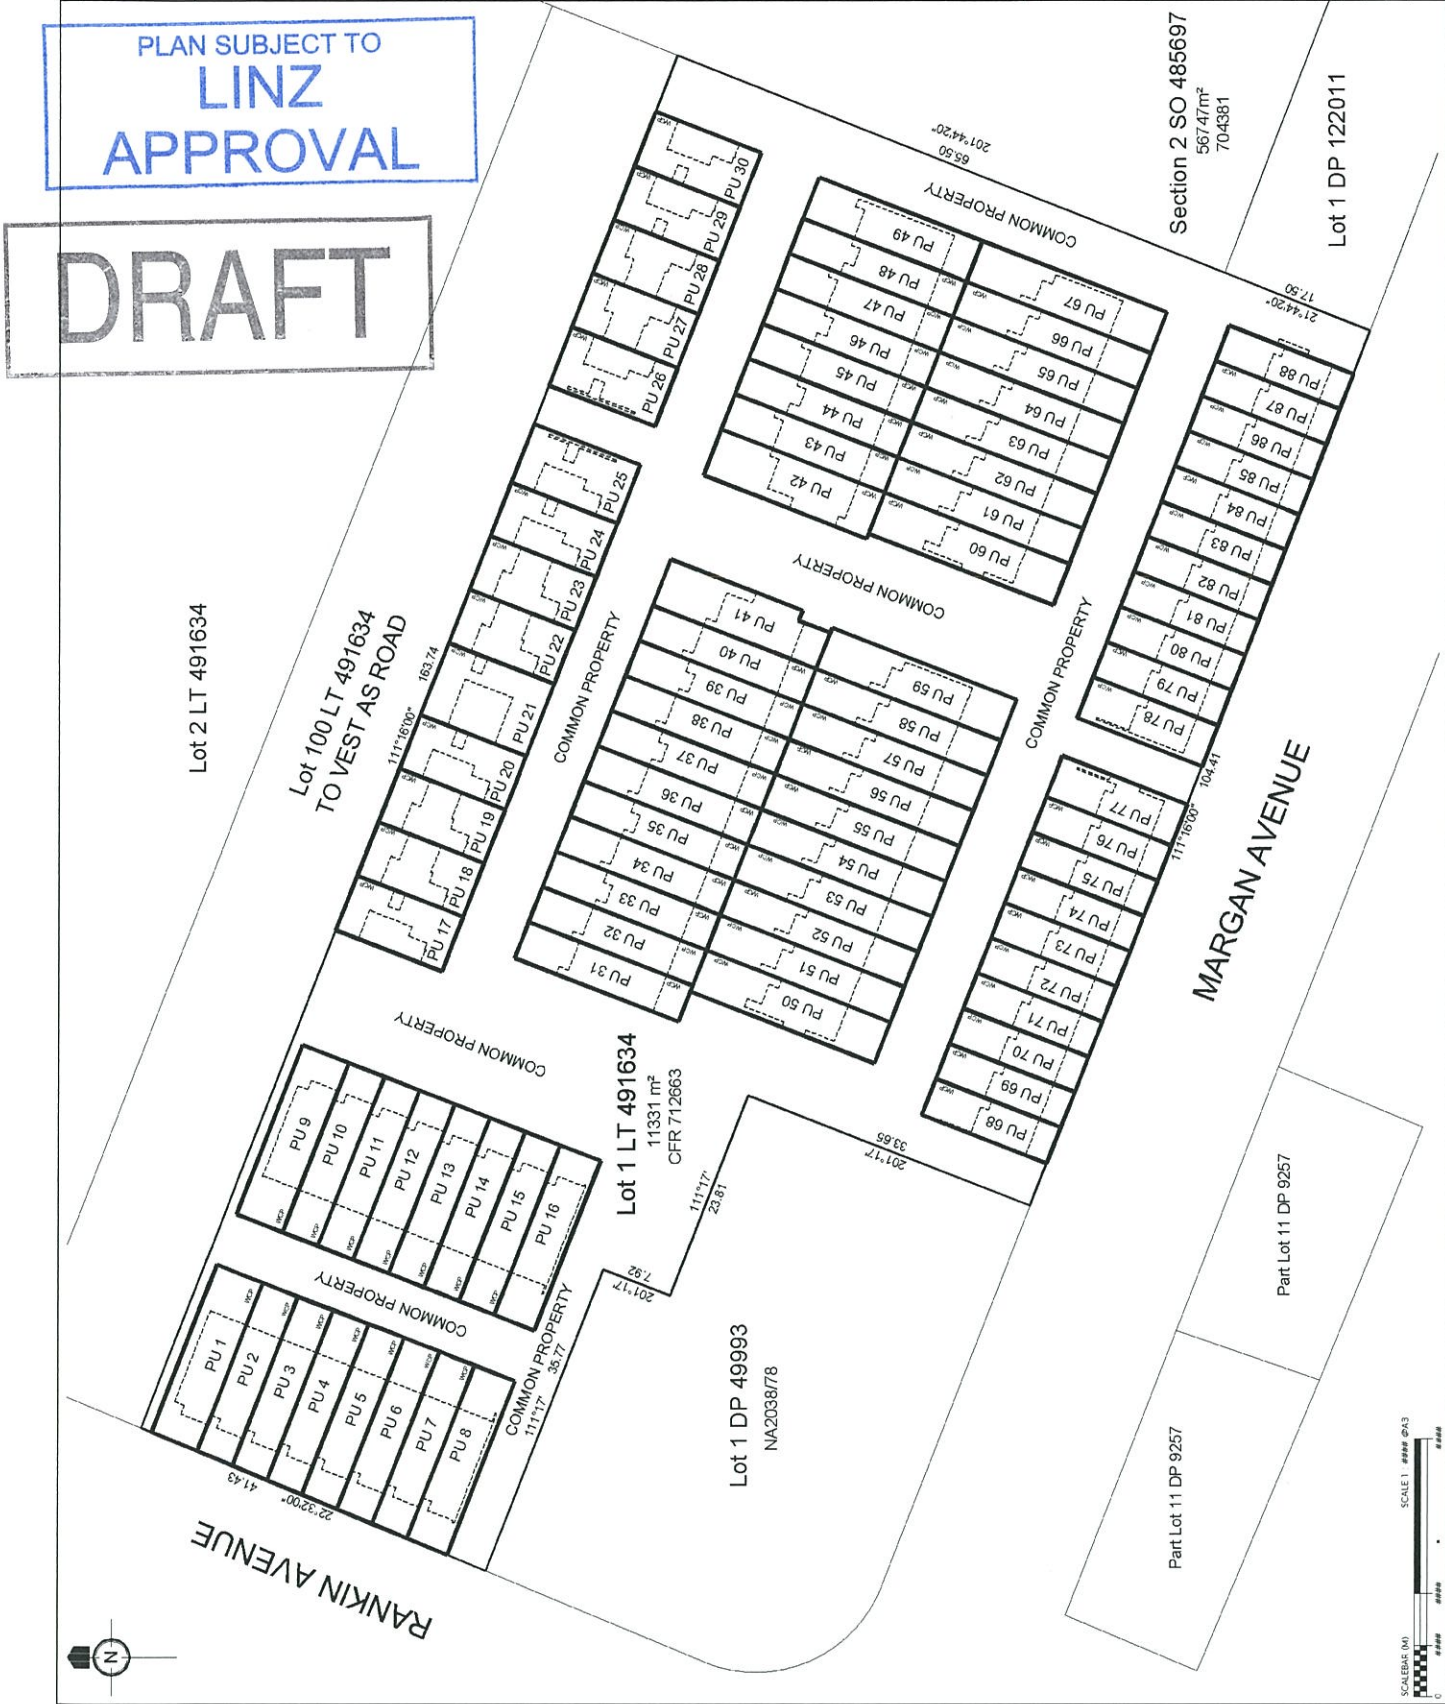 PLAN SUBJECT TO
LINZ
APPROVAL
DRAFT
Section 2 SO 485697
56747m²
704381
Lot 1 DP 122011
201°44'20"
65.50
21°44'20"
17.50
Lot 2 LT 491634
Lot 100 LT 491634
TO VEST AS ROAD
111°16'00"
163.74
PU 30
PU 29
PU 28
PU 27
PU 26
PU 25
PU 24
PU 23
PU 22
PU 21
PU 20
PU 19
PU 18
PU 17
COMMON PROPERTY
COMMON PROPERTY
PU 49
PU 48
PU 47
PU 46
PU 45
PU 44
PU 43
PU 42
PU 67
PU 66
PU 65
PU 64
PU 63
PU 62
PU 61
PU 60
COMMON PROPERTY
COMMON PROPERTY
PU 41
PU 40
PU 39
PU 38
PU 37
PU 36
PU 35
PU 34
PU 33
PU 32
PU 31
PU 59
PU 58
PU 57
PU 56
PU 55
PU 54
PU 53
PU 52
PU 51
PU 50
PU 88
PU 87
PU 86
PU 85
PU 84
PU 83
PU 82
PU 81
PU 80
PU 79
PU 78
PU 77
PU 76
PU 75
PU 74
PU 73
PU 72
PU 71
PU 70
PU 69
PU 68
111°16'00"
104.41
MARGAN AVENUE
COMMON PROPERTY
Lot 1 LT 491634
11331 m²
CFR 712663
PU 9
PU 10
PU 11
PU 12
PU 13
PU 14
PU 15
PU 16
COMMON PROPERTY
PU 1
PU 2
PU 3
PU 4
PU 5
PU 6
PU 7
PU 8
COMMON PROPERTY
111°17'
35.77
201°17'
7.92
111°17'
23.81
201°17'
33.65
22°32'00"
41.43
RANKIN AVENUE
Lot 1 DP 49993
NA2038/78
Part Lot 11 DP 9257
Part Lot 11 DP 9257
N
SCALEBAR (M)
SCALE 1 : #### @A3
0
####
####
####